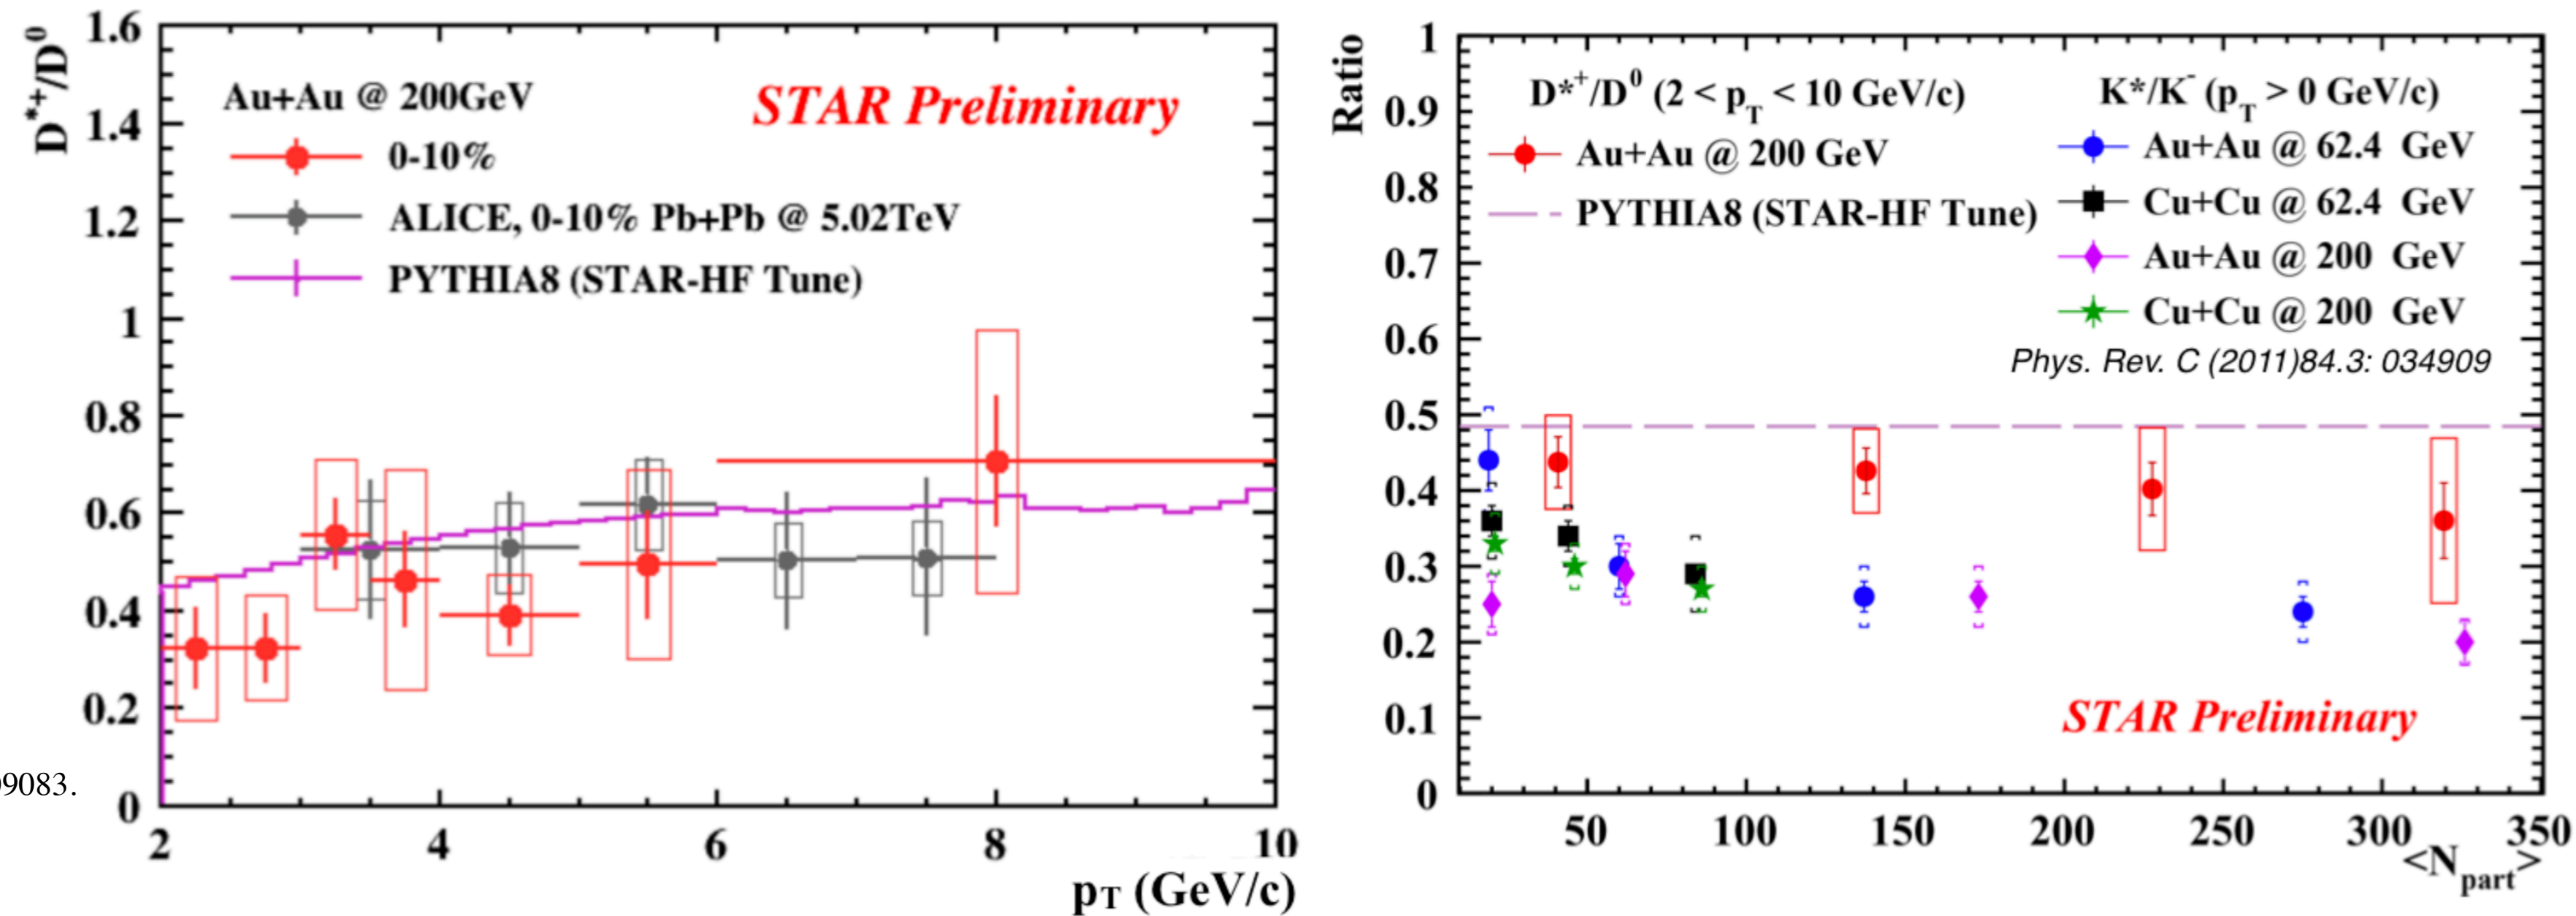 D*+/D0
1.6
1.4
1.2
1
0.8
0.6
0.4
0.2
0
Au+Au @ 200GeV
STAR Preliminary
0-10%
ALICE, 0-10% Pb+Pb @ 5.02TeV
PYTHIA8 (STAR-HF Tune)
09083.
2 4 6 8 10
pT (GeV/c)
Ratio
1
0.9
0.8
0.7
0.6
0.5
0.4
0.3
0.2
0.1
0
D*+/D0 (2 < pT < 10 GeV/c)
Au+Au @ 200 GeV
PYTHIA8 (STAR-HF Tune)
K*/K- (pT > 0 GeV/c)
Au+Au @ 62.4 GeV
Cu+Cu @ 62.4 GeV
Au+Au @ 200 GeV
Cu+Cu @ 200 GeV
Phys. Rev. C (2011)84.3: 034909
STAR Preliminary
50 100 150 200 250 300 350
<Npart>